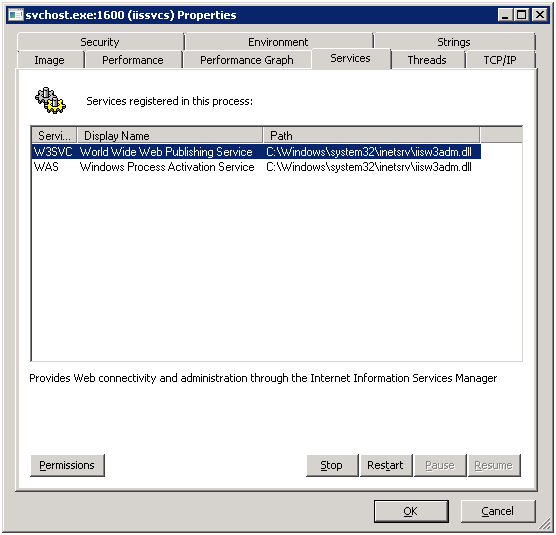 svchost.exe:1600 (iissvcs) Properties
Security Environment Strings
Image Performance Performance Graph Services Threads TCP/IP
Services registered in this process:
Servi... Display Name Path
W3SVC World Wide Web Publishing Service C:\Windows\system32\inetsrv\iisw3adm.dll
WAS Windows Process Activation Service C:\Windows\system32\inetsrv\iisw3adm.dll
Provides Web connectivity and administration through the Internet Information Services Manager
Permissions Stop Restart Pause Resume
OK Cancel